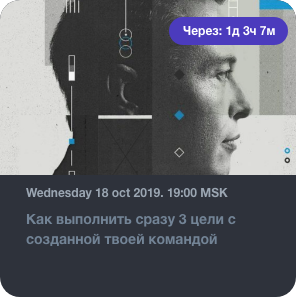 Через: 1д 3ч 7м
Wednesday 18 oct 2019. 19:00 MSK
Как выполнить сразу 3 цели с
созданной твоей командой